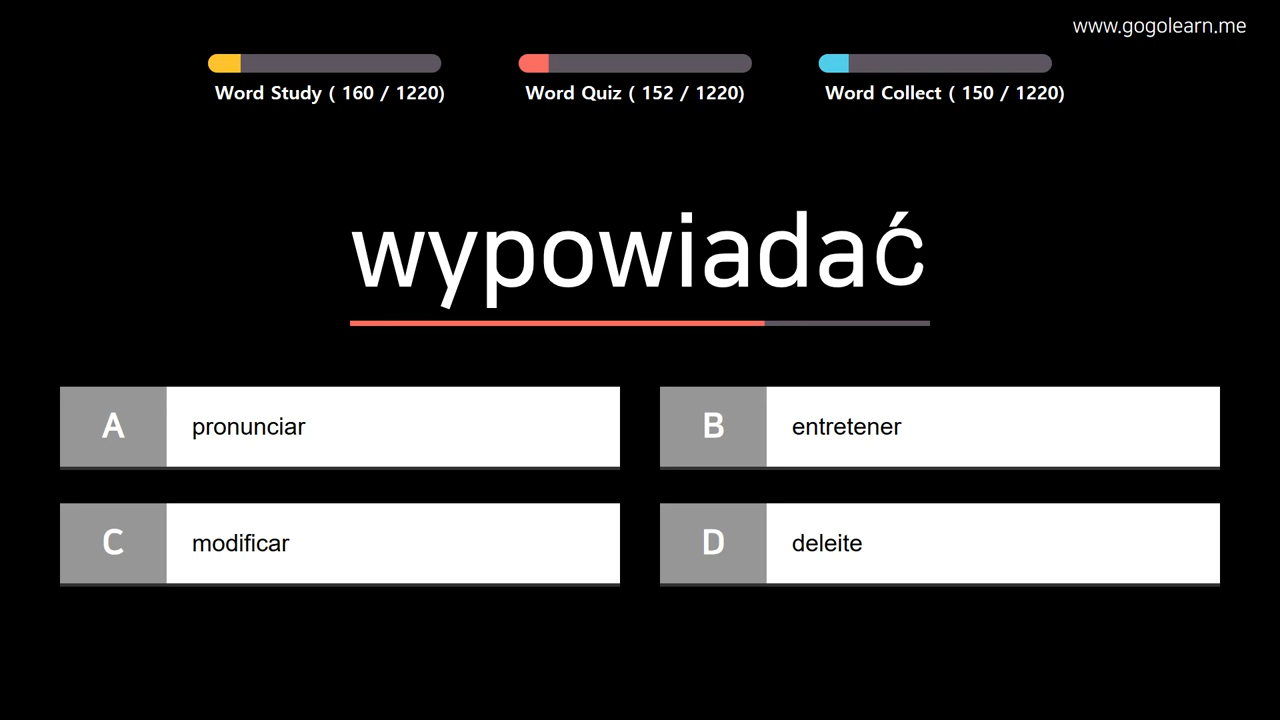 www.gogolearn.me
Word Study ( 160 / 1220)
Word Quiz ( 152 / 1220)
Word Collect ( 150 / 1220)
wypowiadać
A pronunciar
B entretener
C modificar
D deleite